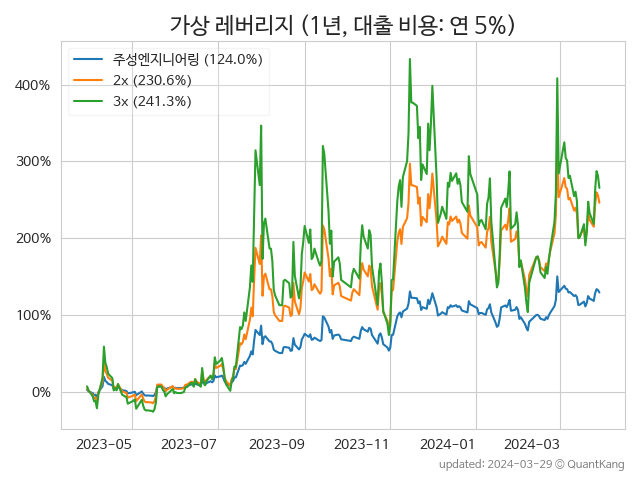 가상 레버리지 (1년, 대출 비용: 연 5%)
주성엔지니어링 (124.0%)
2x (230.6%)
3x (241.3%)
400%
300%
200%
100%
0%
2023-05 2023-07 2023-09 2023-11 2024-01 2024-03
updated: 2024-03-29 © QuantKang